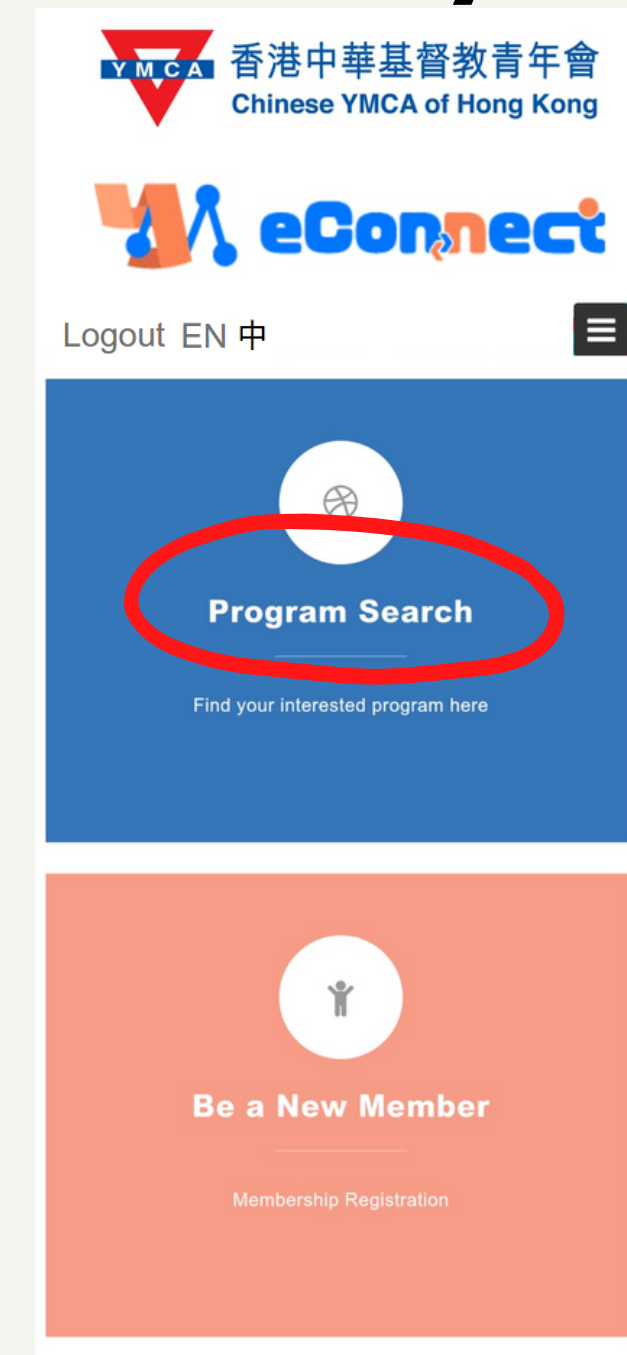 YMCA 香港中華基督教青年會
Chinese YMCA of Hong Kong
eConnect
Logout EN 中
Program Search
Find your interested program here
Be a New Member
Membership Registration